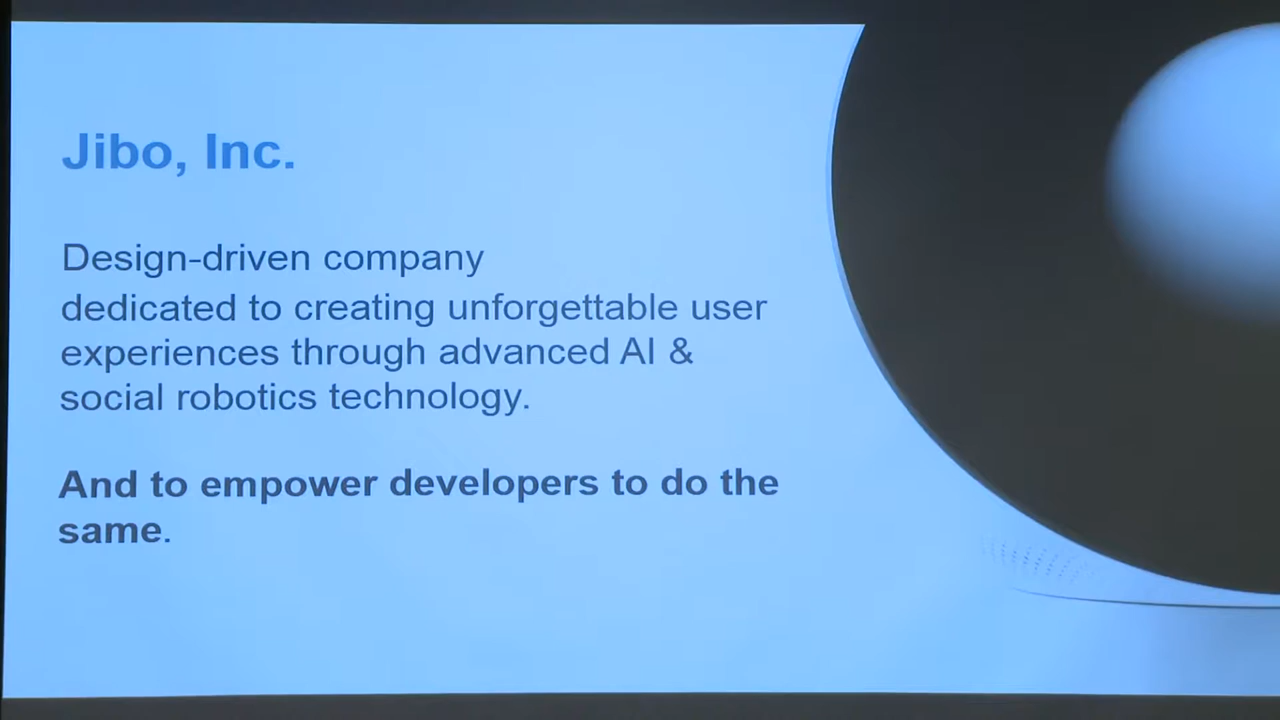 Jibo, Inc.
Design-driven company
dedicated to creating unforgettable user
experiences through advanced AI &
social robotics technology.
And to empower developers to do the
same.